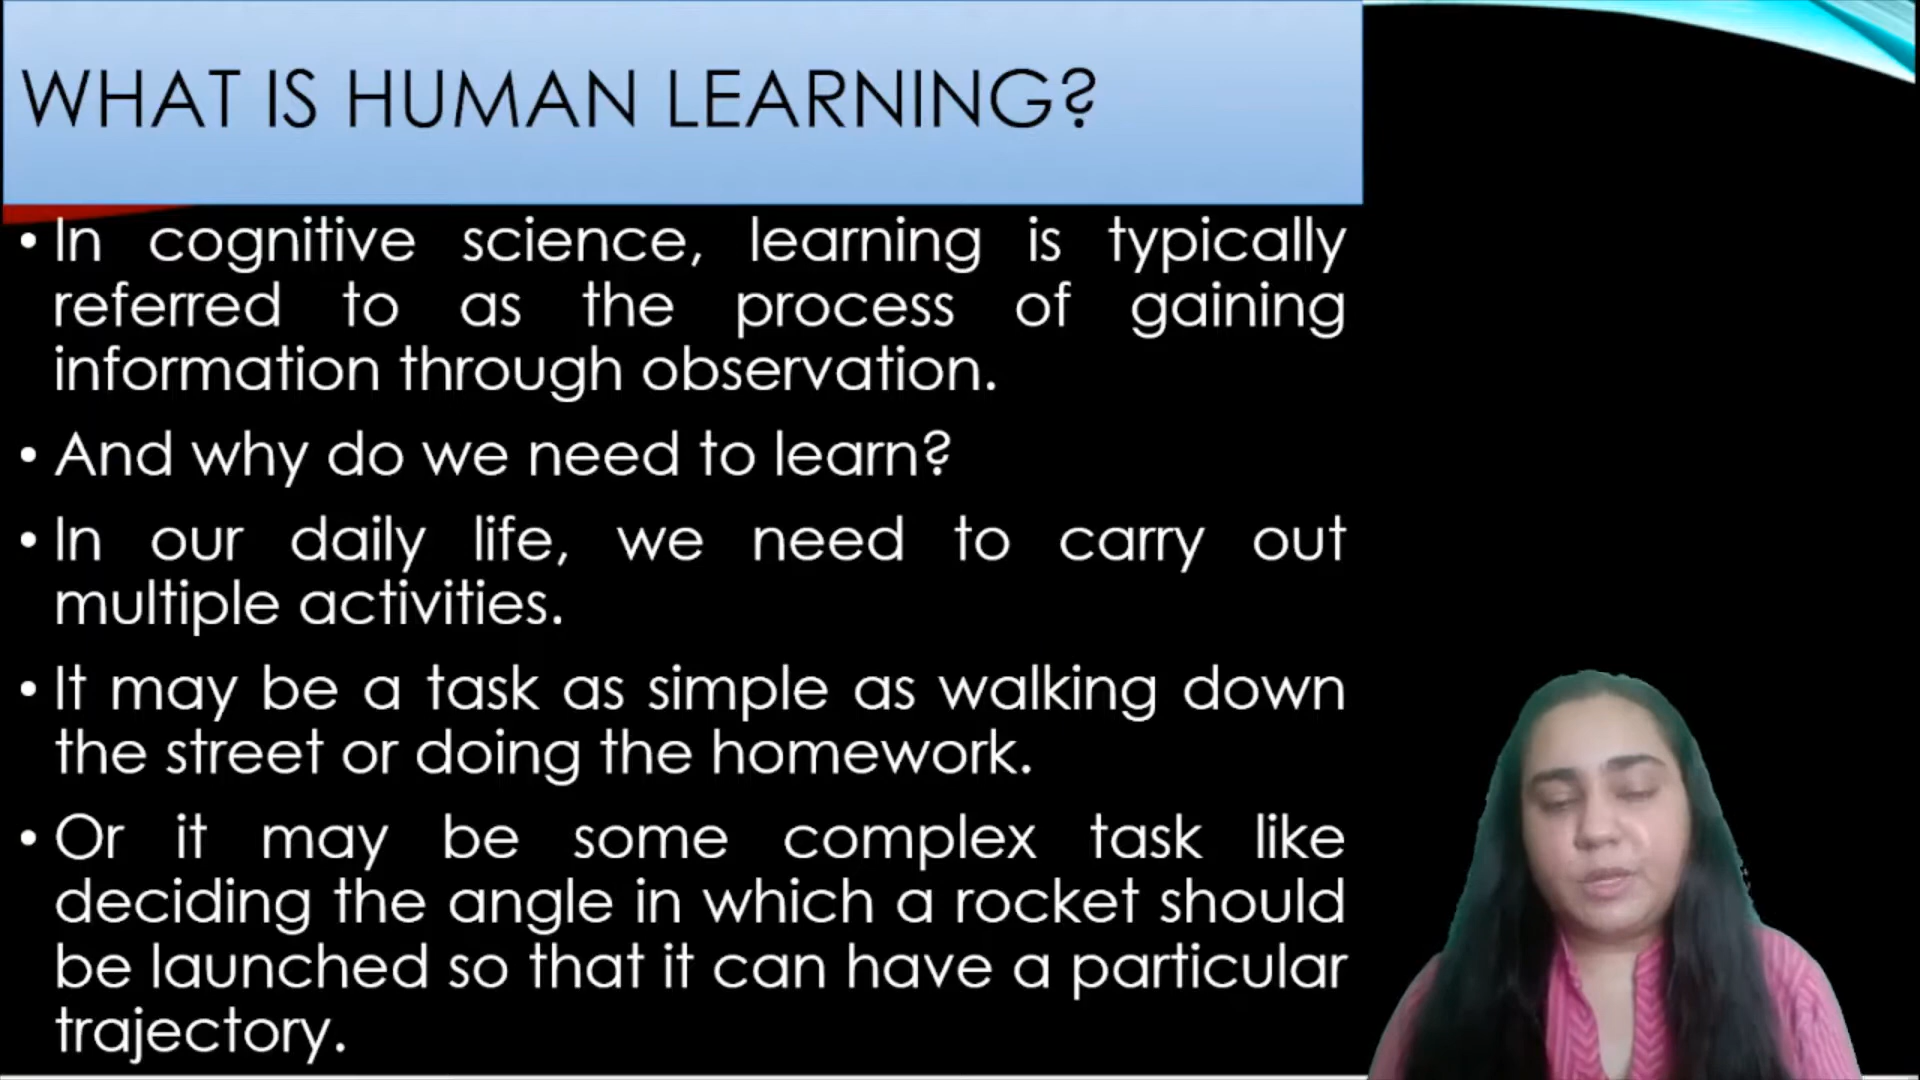 WHAT IS HUMAN LEARNING?
• In cognitive science, learning is typically
referred to as the process of gaining
information through observation.
• And why do we need to learn?
• In our daily life, we need to carry out
multiple activities.
• It may be a task as simple as walking down
the street or doing the homework.
• Or it may be some complex task like
deciding the angle in which a rocket should
be launched so that it can have a particular
trajectory.